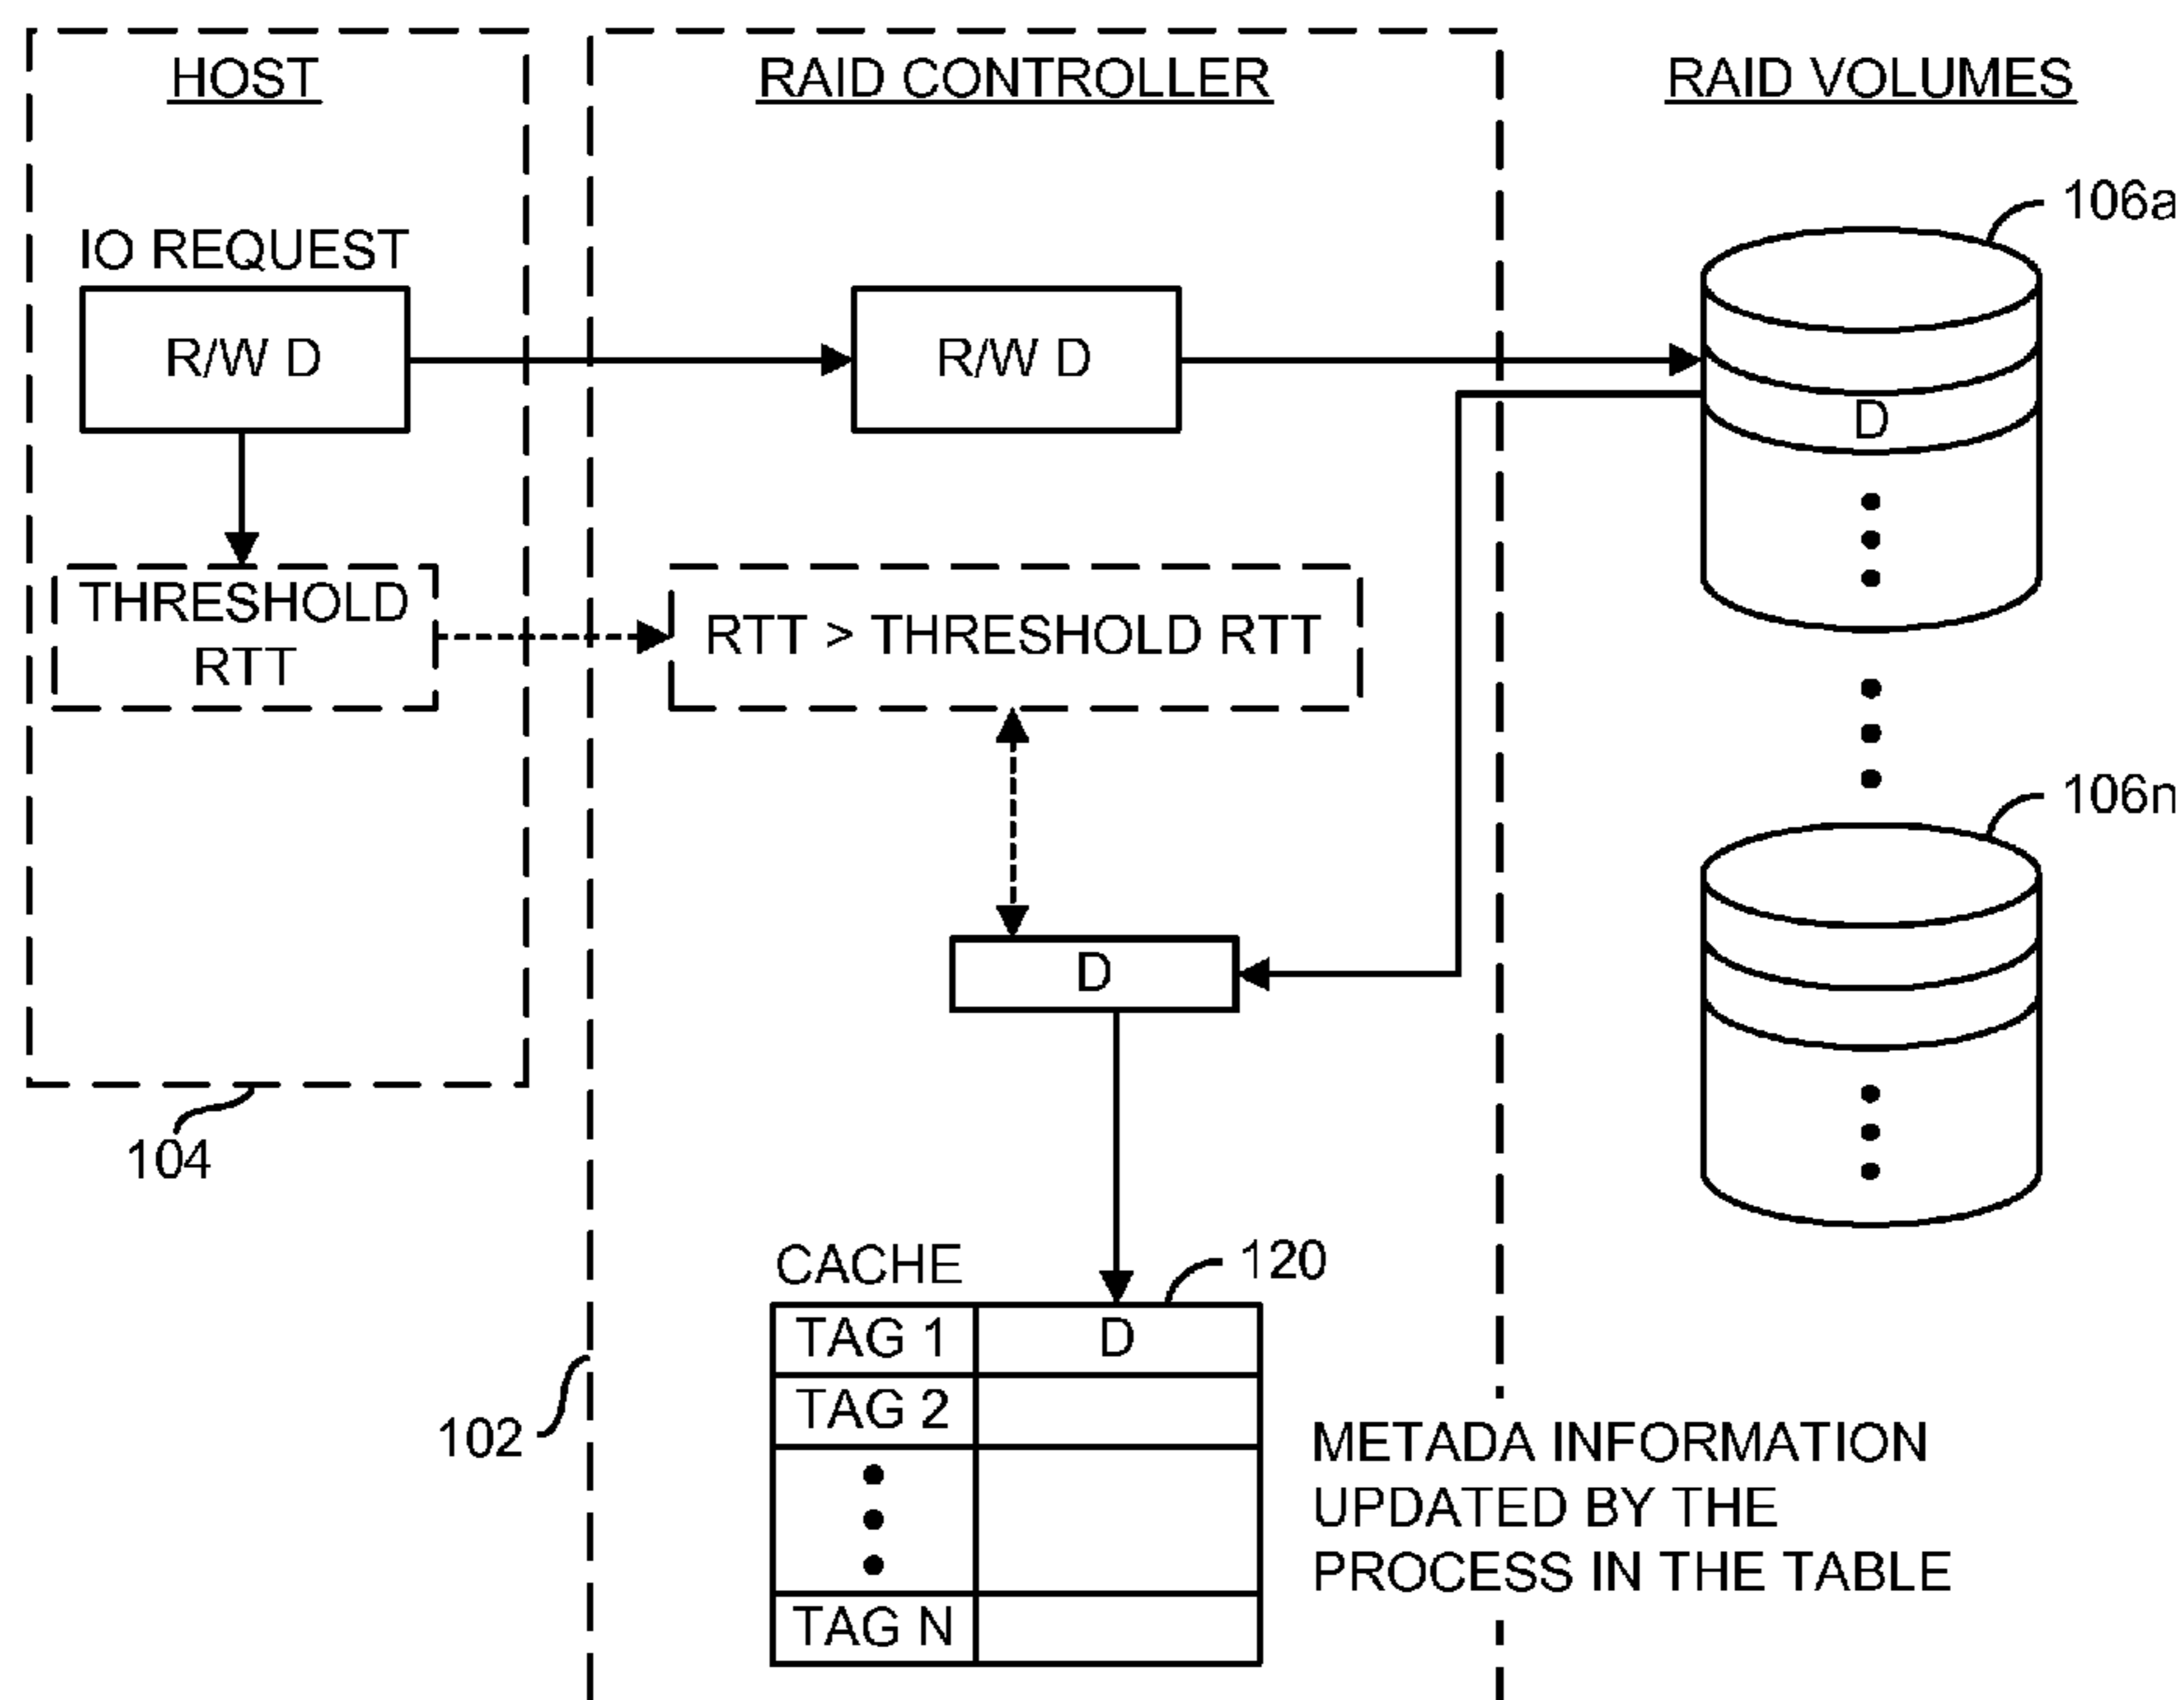 HOST
RAID CONTROLLER
RAID VOLUMES
106a
IO REQUEST
R/W D
R/W D
D
THRESHOLD
RTT
RTT > THRESHOLD RTT
106n
D
104
CACHE
120
TAG 1
D
TAG 2
102
METADA INFORMATION
UPDATED BY THE
PROCESS IN THE TABLE
TAG N